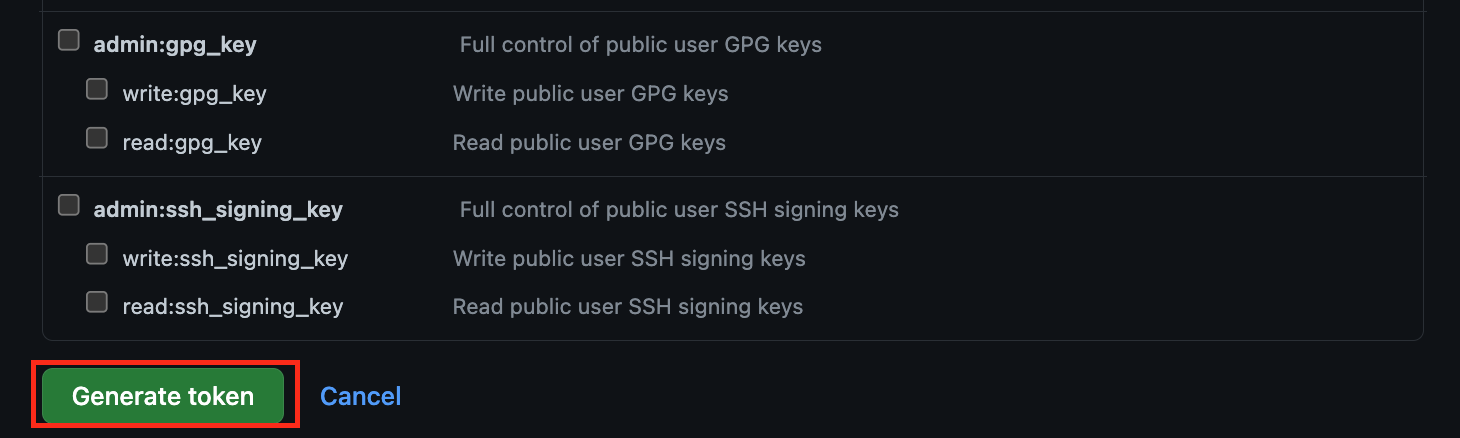 admin:gpg_key Full control of public user GPG keys
write:gpg_key Write public user GPG keys
read:gpg_key Read public user GPG keys
admin:ssh_signing_key Full control of public user SSH signing keys
write:ssh_signing_key Write public user SSH signing keys
read:ssh_signing_key Read public user SSH signing keys
Generate token Cancel